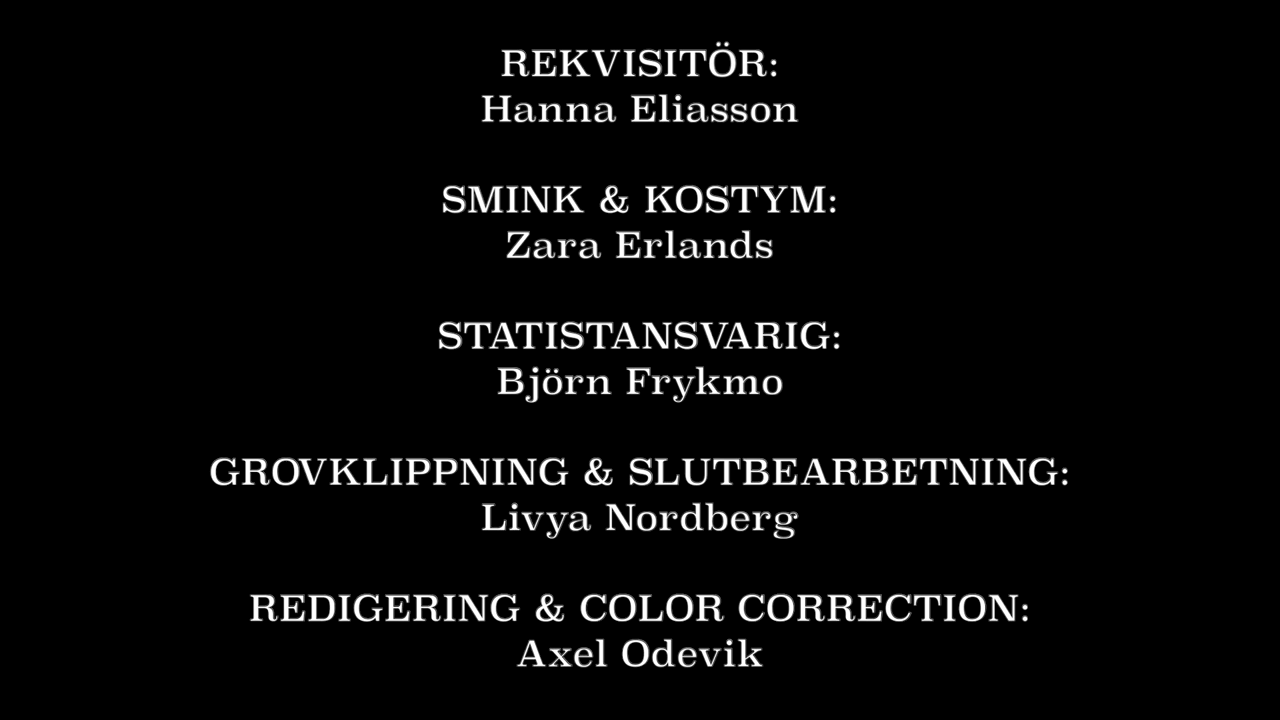 REKVISITÖR:
Hanna Eliasson
SMINK & KOSTYM:
Zara Erlands
STATISTANSVARIG:
Björn Frykmo
GROVKLIPPNING & SLUTBEARBETNING:
Livya Nordberg
REDIGERING & COLOR CORRECTION:
Axel Odevik